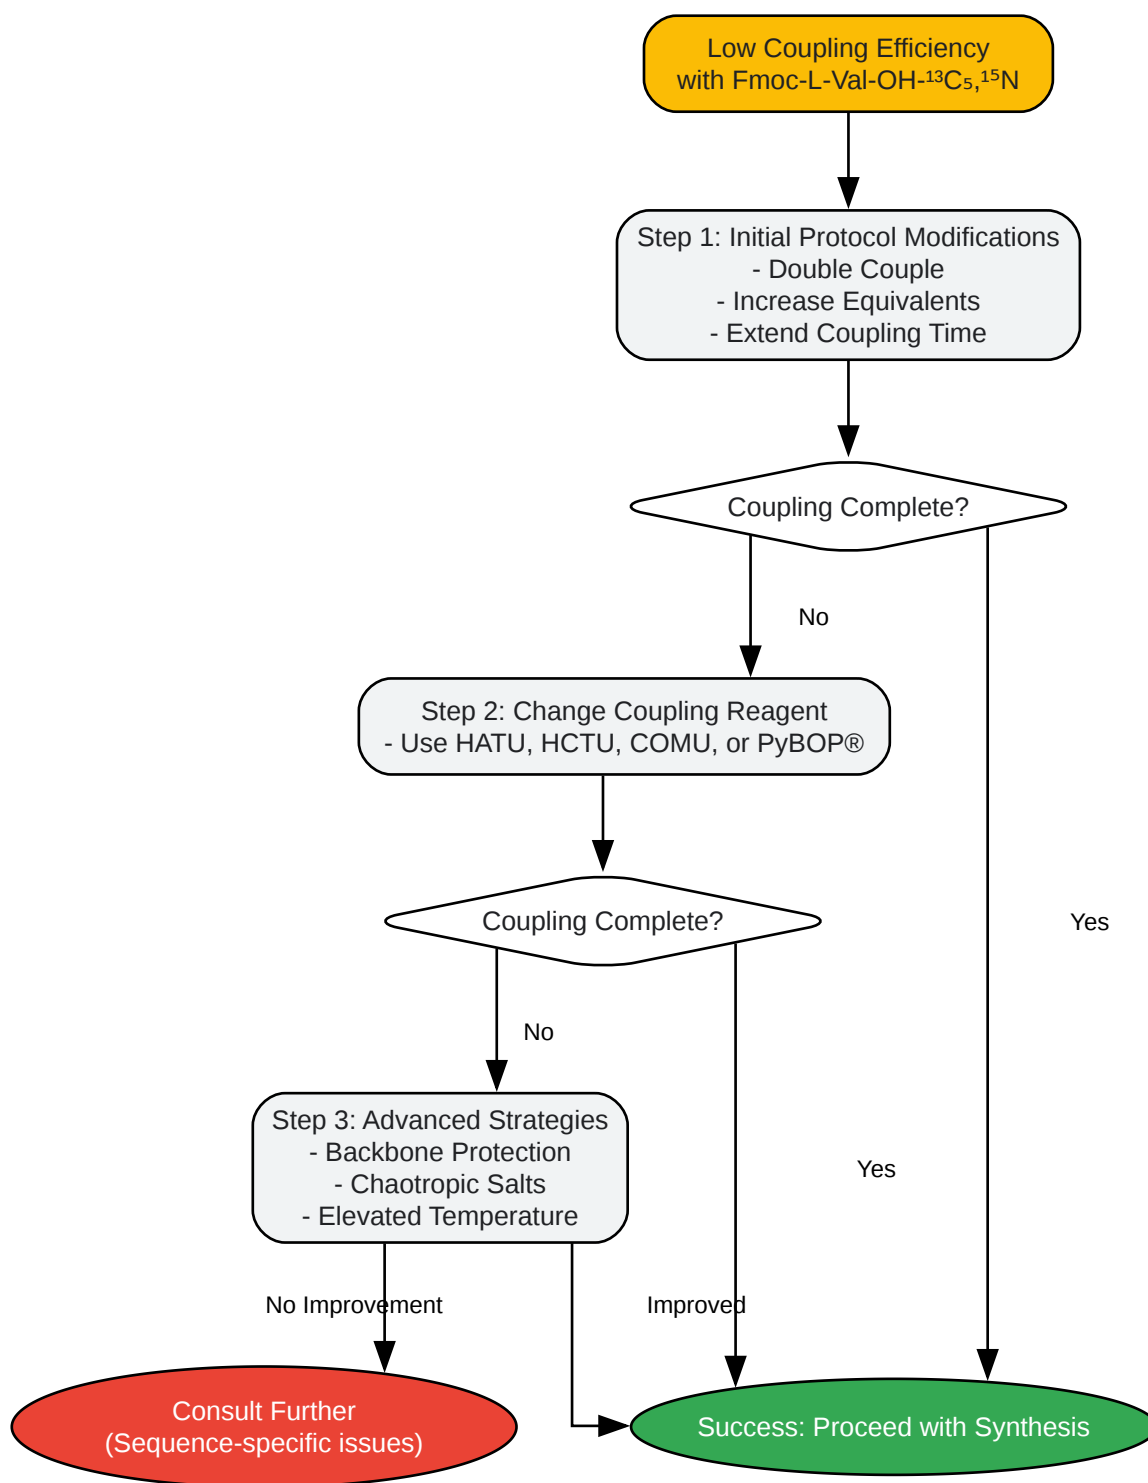 Low Coupling Efficiency
with Fmoc-L-Val-OH-¹³C₅,¹⁵N
Step 1: Initial Protocol Modifications
- Double Couple
- Increase Equivalents
- Extend Coupling Time
Coupling Complete?
No
Step 2: Change Coupling Reagent
- Use HATU, HCTU, COMU, or PyBOP®
Coupling Complete?
Yes
No
Step 3: Advanced Strategies
- Backbone Protection
- Chaotropic Salts
- Elevated Temperature
Yes
No Improvement
Improved
Consult Further
(Sequence-specific issues)
Success: Proceed with Synthesis